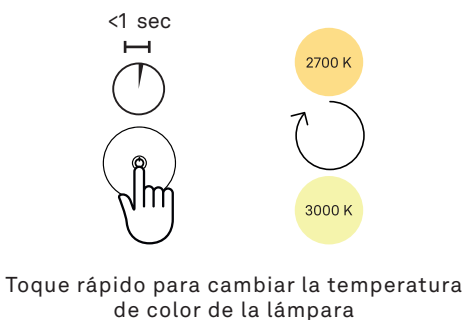 <1 sec
2700 K
3000 K
Toque rápido para cambiar la temperatura
de color de la lámpara